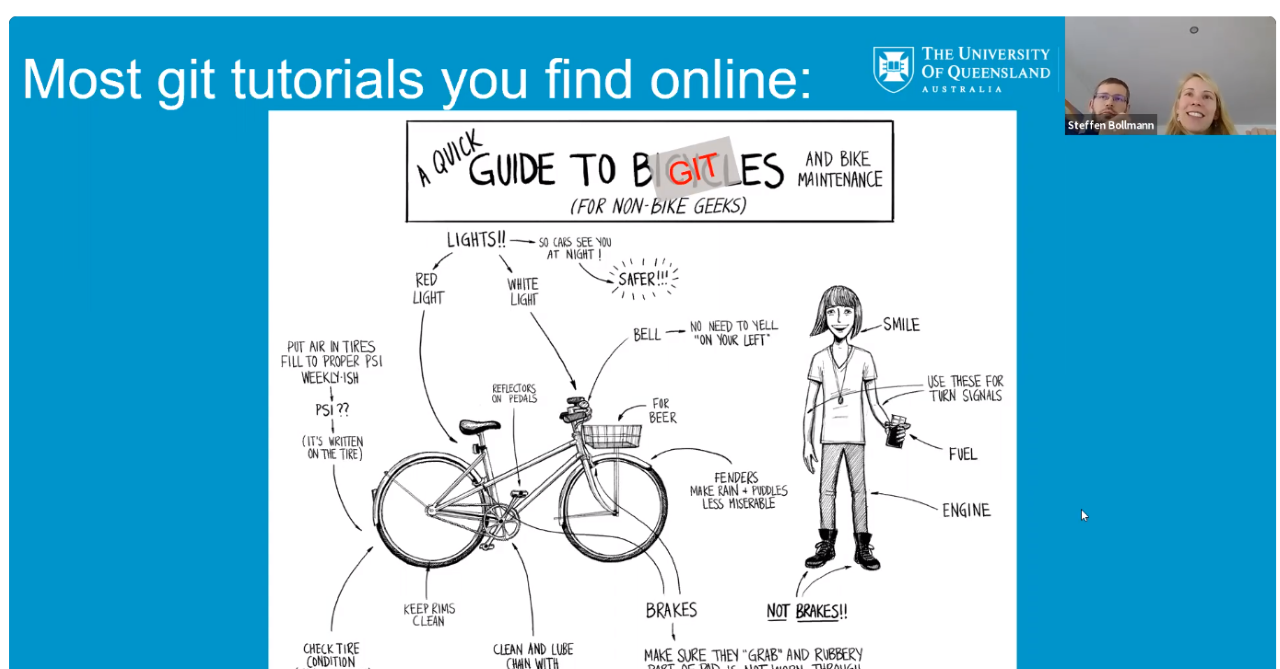 Most git tutorials you find online:
THE UNIVERSITY
OF QUEENSLAND
AUSTRALIA
Steffen Bollmann
A QUICK
GUIDE TO BICYCLES
GIT
AND BIKE
MAINTENANCE
(FOR NON-BIKE GEEKS)
LIGHTS!!
SO CARS SEE YOU
AT NIGHT!
SAFER!!!
RED
LIGHT
WHITE
LIGHT
BELL
NO NEED TO YELL
"ON YOUR LEFT"
SMILE
PUT AIR IN TIRES
FILL TO PROPER PSI
WEEKLY-ISH
PSI ??
(IT'S WRITTEN
ON THE TIRE)
REFLECTORS
ON PEDALS
FOR
BEER
USE THESE FOR
TURN SIGNALS
FUEL
FENDERS
MAKE RAIN + PUDDLES
LESS MISERABLE
ENGINE
KEEP RIMS
CLEAN
BRAKES
NOT BRAKES!!
CHECK TIRE
CONDITION
CLEAN AND LUBE
CHAIN WITH
MAKE SURE THEY "GRAB" AND RUBBERY
PART OF PAD IS NOT WORN THROUGH